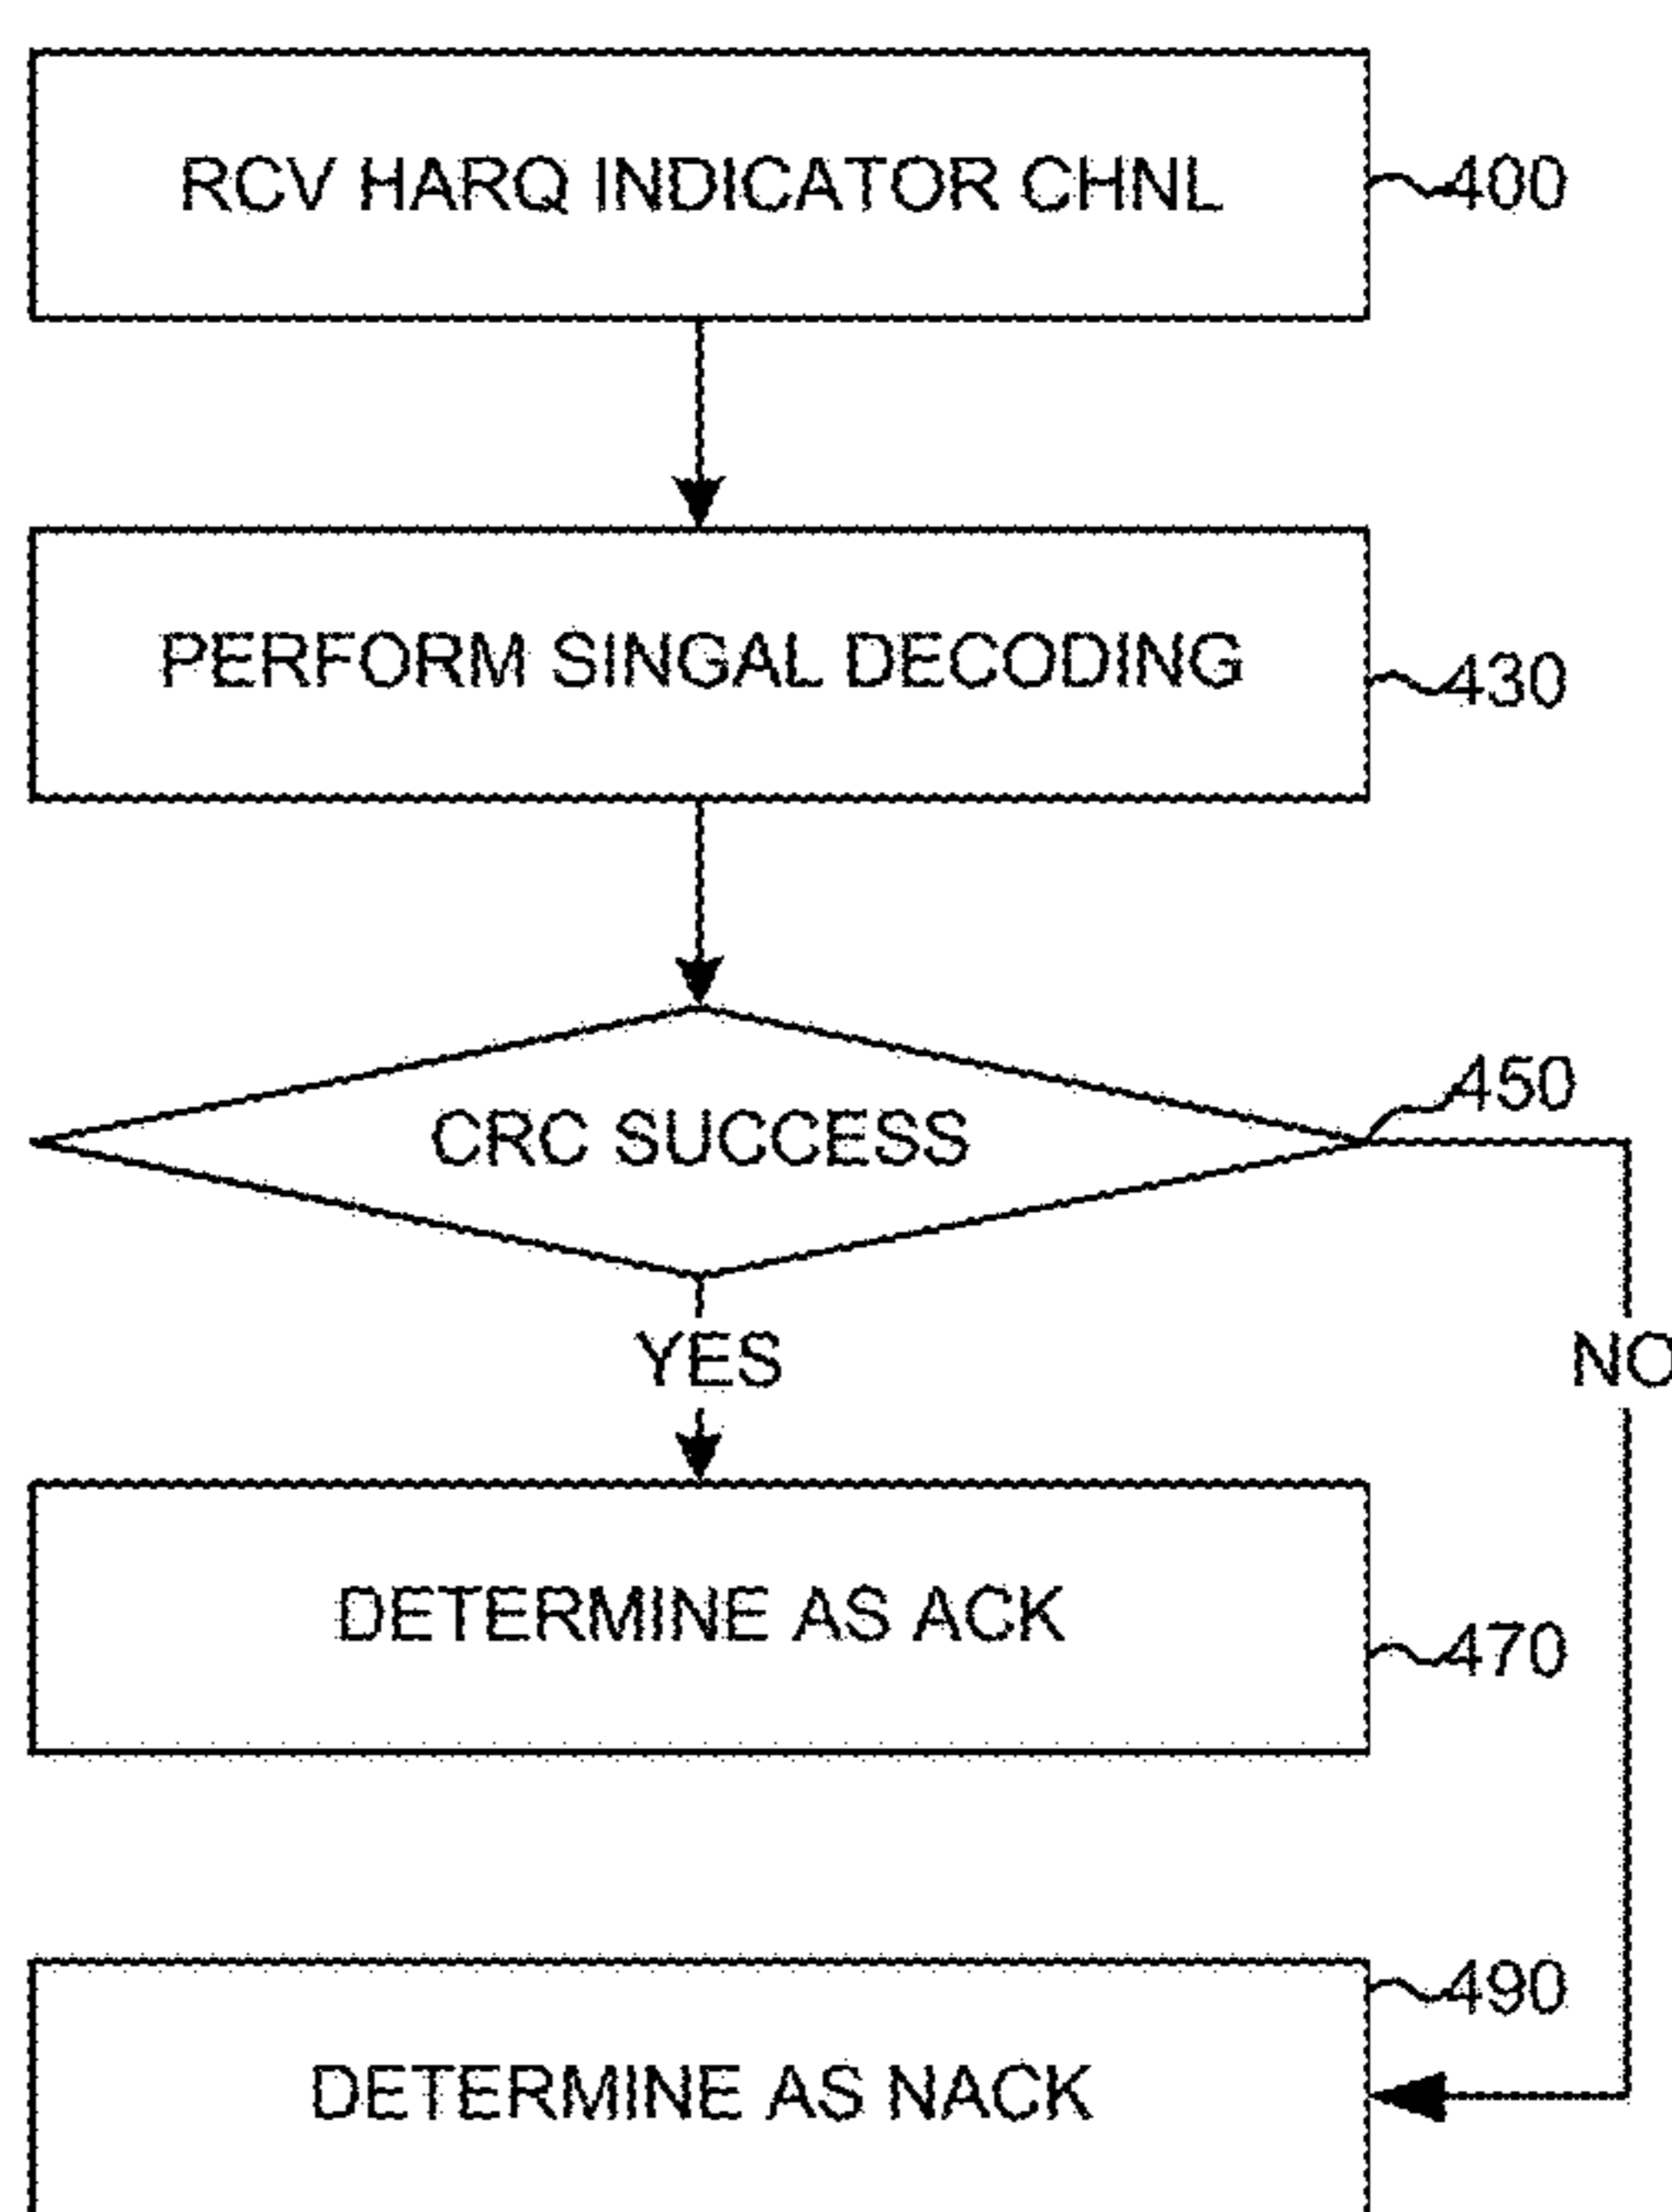 RCV HARQ INDICATOR CHNL
400
PERFORM SINGAL DECODING
430
CRC SUCCESS
450
YES
NO
DETERMINE AS ACK
470
490
DETERMINE AS NACK